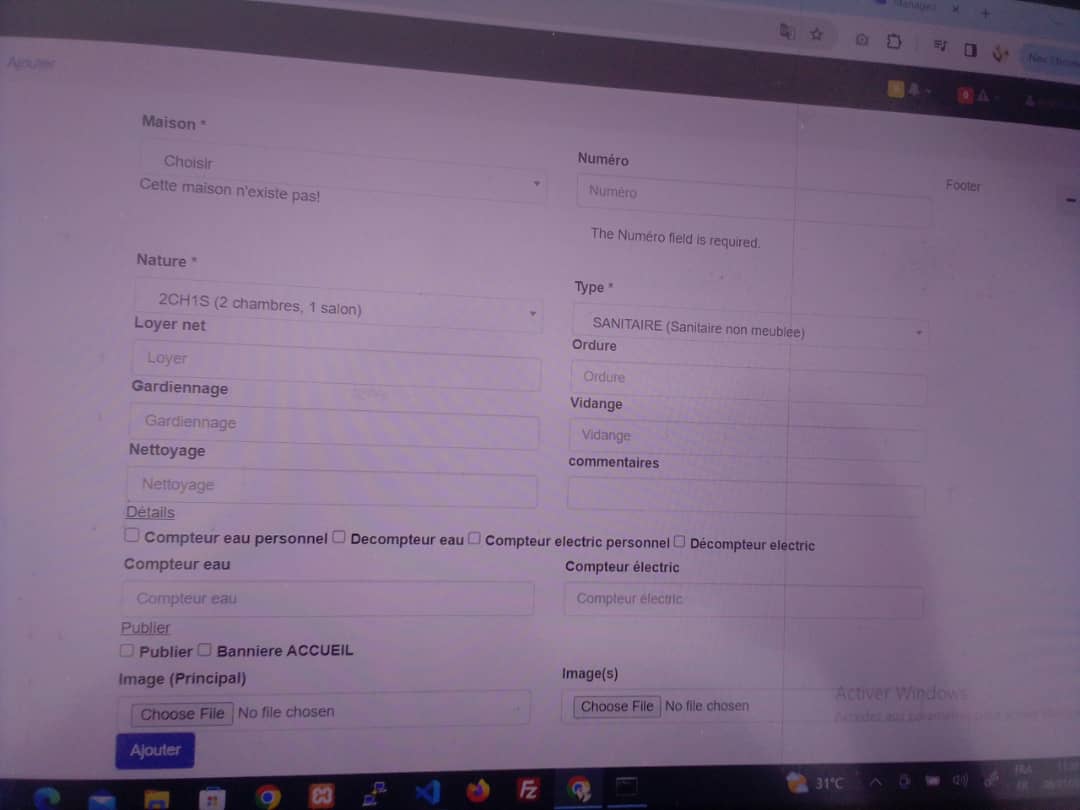 Manages
Ajouter
Maison *
Choisir
Cette maison n'existe pas!
Numéro
Numéro
The Numéro field is required.
Footer
Nature *
2CH1S (2 chambres, 1 salon)
Type *
SANITAIRE (Sanitaire non meublee)
Loyer net
Loyer
Ordure
Ordure
Gardiennage
Gardiennage
Vidange
Vidange
Nettoyage
Nettoyage
commentaires
Détails
Compteur eau personnel Decompteur eau Compteur electric personnel Décompteur electric
Compteur eau
Compteur eau
Compteur électric
Compteur électric
Publier
Publier Banniere ACCUEIL
Image (Principal)
Choose File No file chosen
Image(s)
Choose File No file chosen
Activer Windows
Ajouter
31°C
FRA